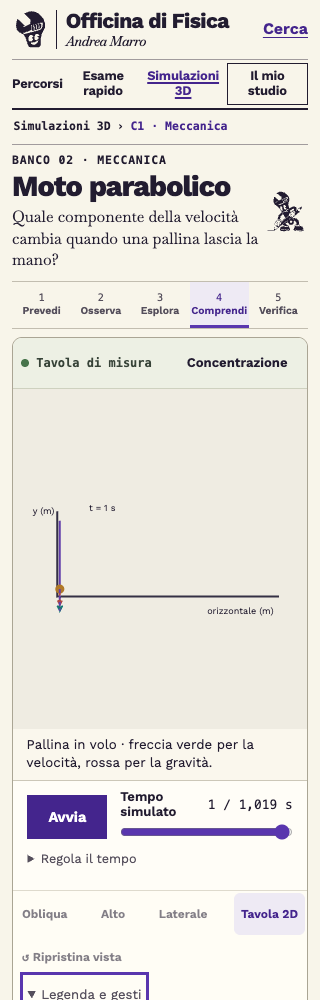 Officina di Fisica
Andrea Marro
Cerca
Percorsi
Esame rapido
Simulazioni 3D
Il mio studio
Simulazioni 3D › C1 · Meccanica
BANCO 02 · MECCANICA
Moto parabolico
Quale componente della velocità
cambia quando una pallina lascia la
mano?
1 Prevedi
2 Osserva
3 Esplora
4 Comprendi
5 Verifica
Tavola di misura
Concentrazione
y (m)
t = 1 s
orizzontale (m)
Pallina in volo · freccia verde per la
velocità, rossa per la gravità.
Avvia
Tempo simulato
1 / 1,019 s
▶ Regola il tempo
Obliqua
Alto
Laterale
Tavola 2D
↺ Ripristina vista
▼ Legenda e gesti